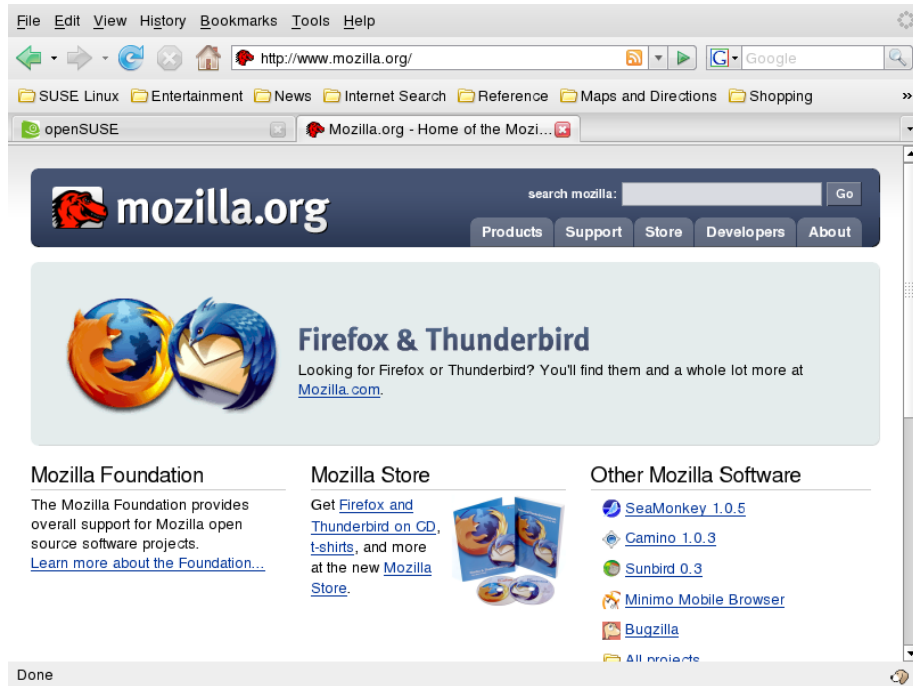 File Edit View History Bookmarks Tools Help
http://www.mozilla.org/
G Google
SUSE Linux Entertainment News Internet Search Reference Maps and Directions Shopping »
openSUSE Mozilla.org - Home of the Mozi...
mozilla.org
search mozilla: Go
Products Support Store Developers About
Firefox & Thunderbird
Looking for Firefox or Thunderbird? You'll find them and a whole lot more at
Mozilla.com.
Mozilla Foundation
The Mozilla Foundation provides
overall support for Mozilla open
source software projects.
Learn more about the Foundation...
Mozilla Store
Get Firefox and
Thunderbird on CD,
t-shirts, and more
at the new Mozilla
Store.
Other Mozilla Software
SeaMonkey 1.0.5
Camino 1.0.3
Sunbird 0.3
Minimo Mobile Browser
Bugzilla
All projects
Done